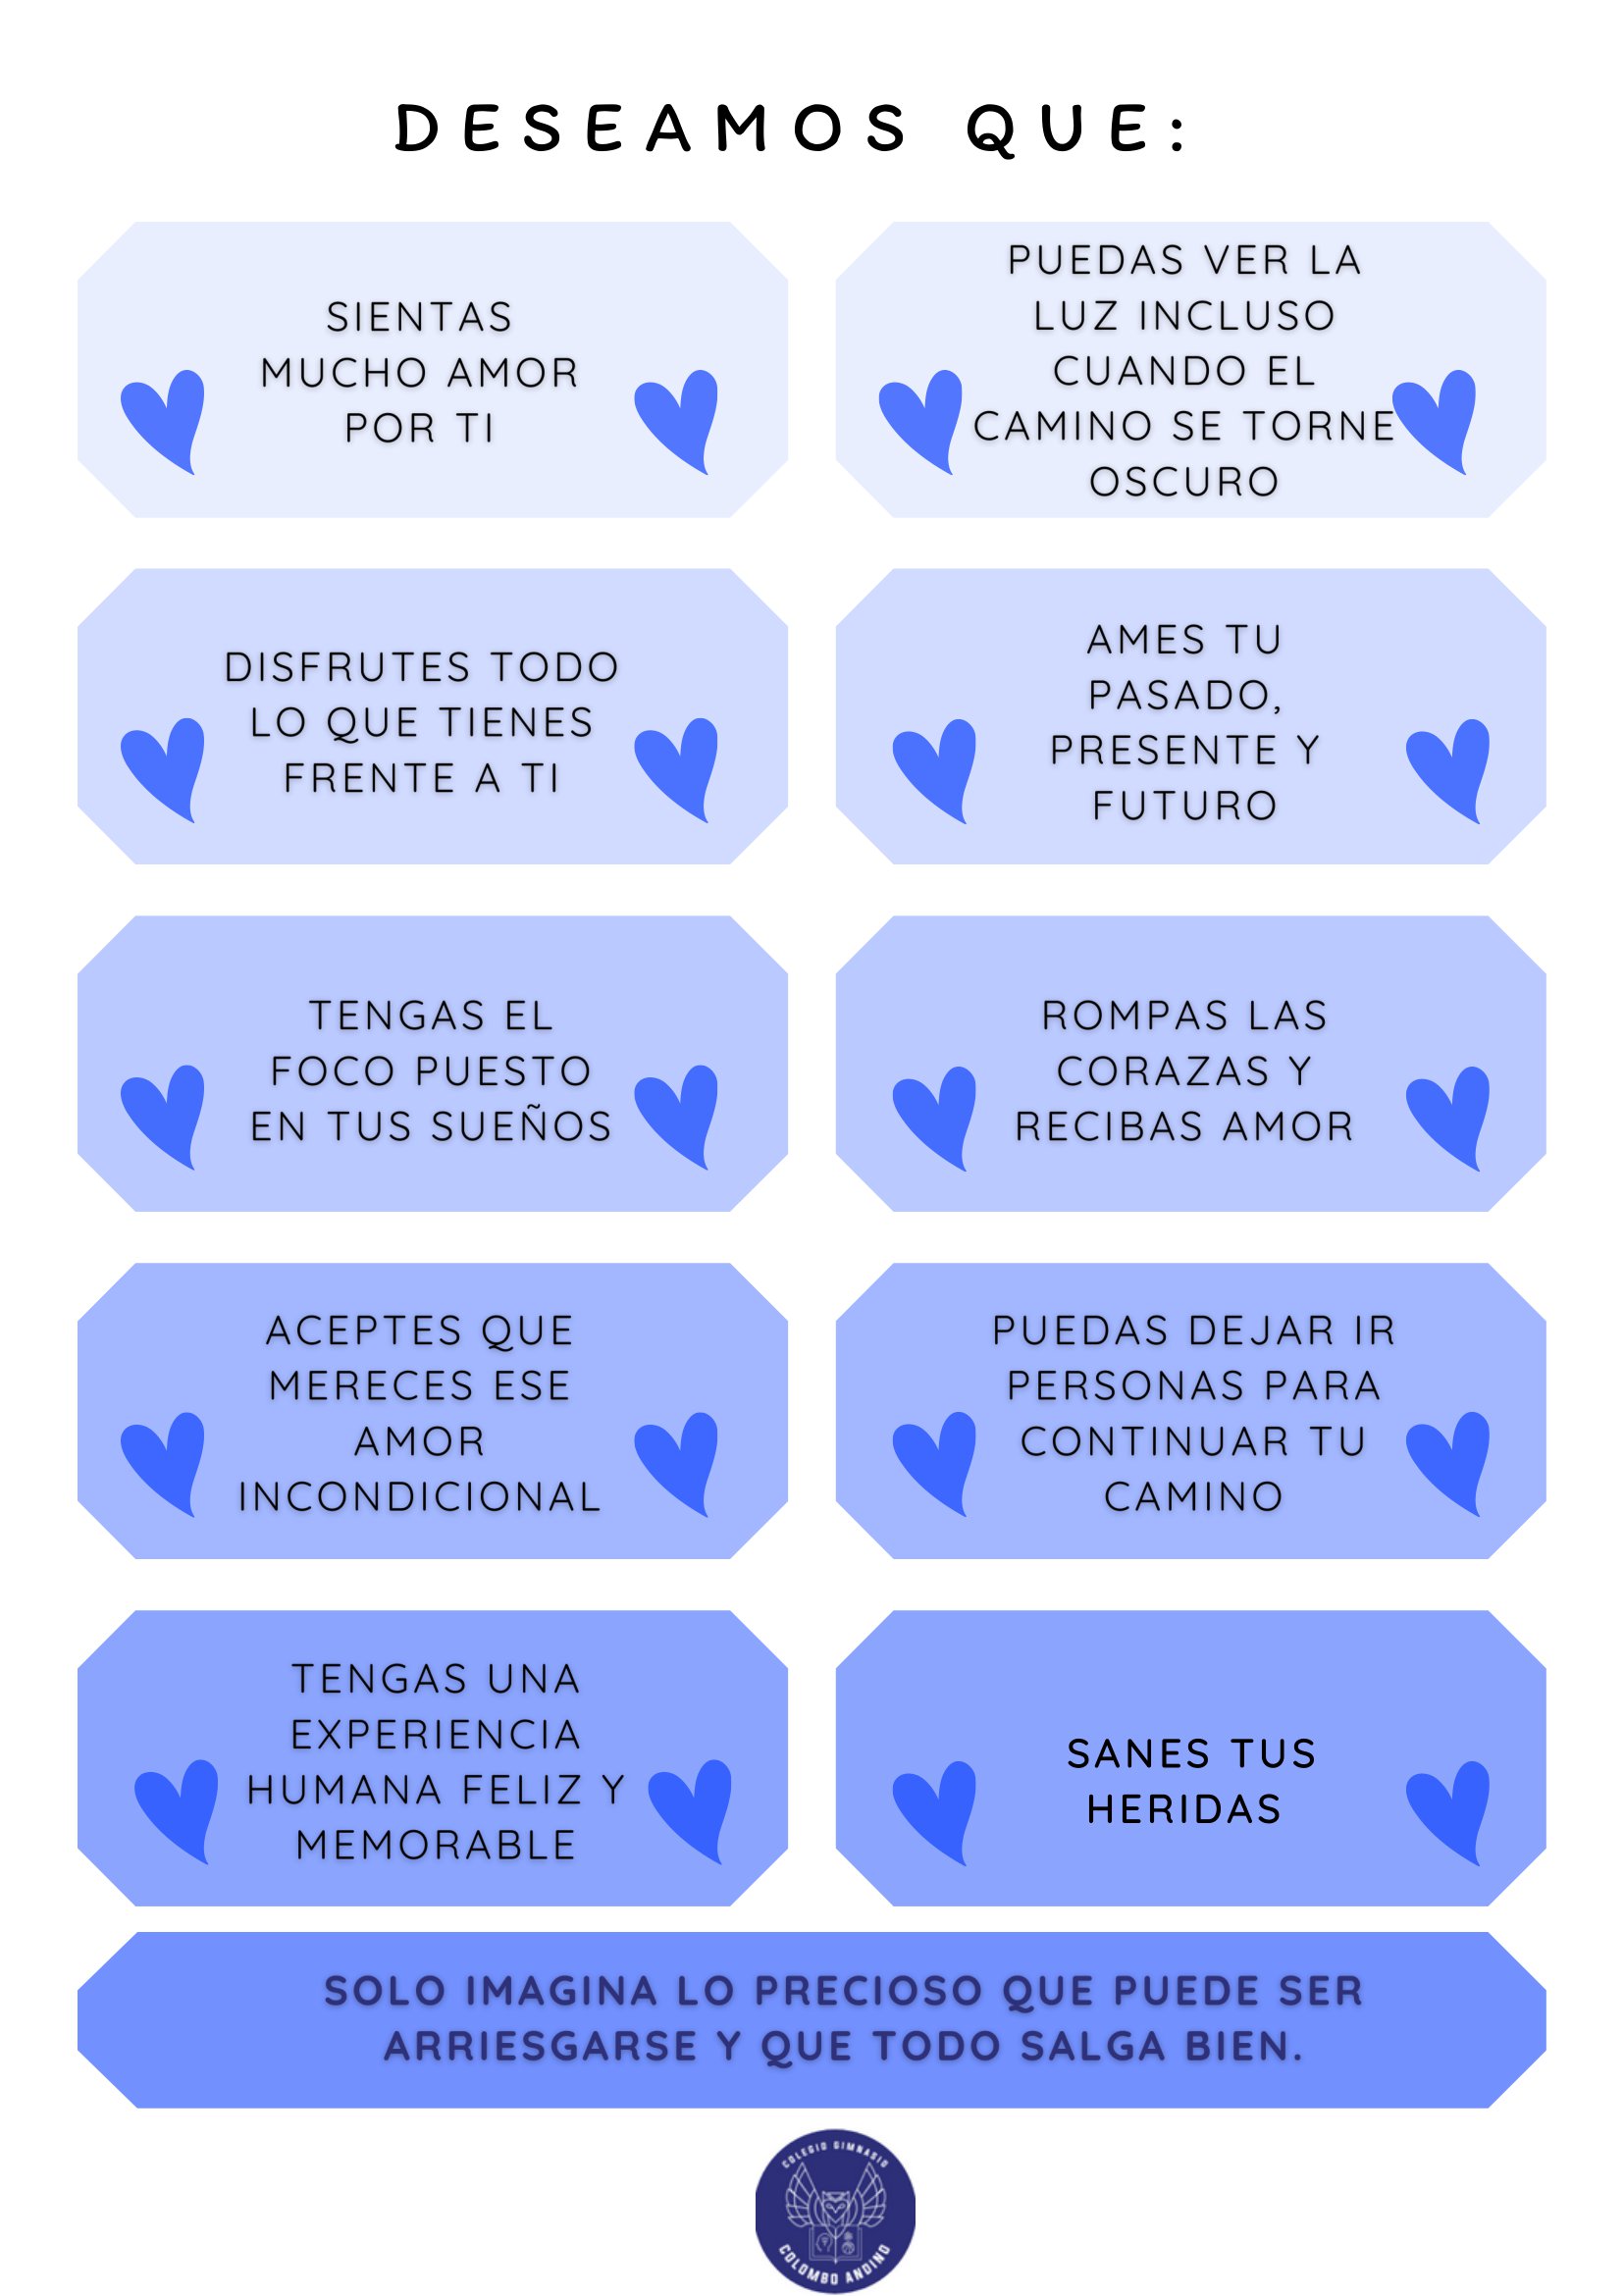 DESEAMOS QUE:
SIENTAS
MUCHO AMOR
POR TI
PUEDAS VER LA
LUZ INCLUSO
CUANDO EL
CAMINO SE TORNE
OSCURO
DISFRUTES TODO
LO QUE TIENES
FRENTE A TI
AMES TU
PASADO,
PRESENTE Y
FUTURO
TENGAS EL
FOCO PUESTO
EN TUS SUEÑOS
ROMPAS LAS
CORAZAS Y
RECIBAS AMOR
ACEPTES QUE
MERECES ESE
AMOR
INCONDICIONAL
PUEDAS DEJAR IR
PERSONAS PARA
CONTINUAR TU
CAMINO
TENGAS UNA
EXPERIENCIA
HUMANA FELIZ Y
MEMORABLE
SANES TUS
HERIDAS
SOLO IMAGINA LO PRECIOSO QUE PUEDE SER
ARRIESGARSE Y QUE TODO SALGA BIEN.
COLEGIO GIMNASIO
COLOMBO ANDINO